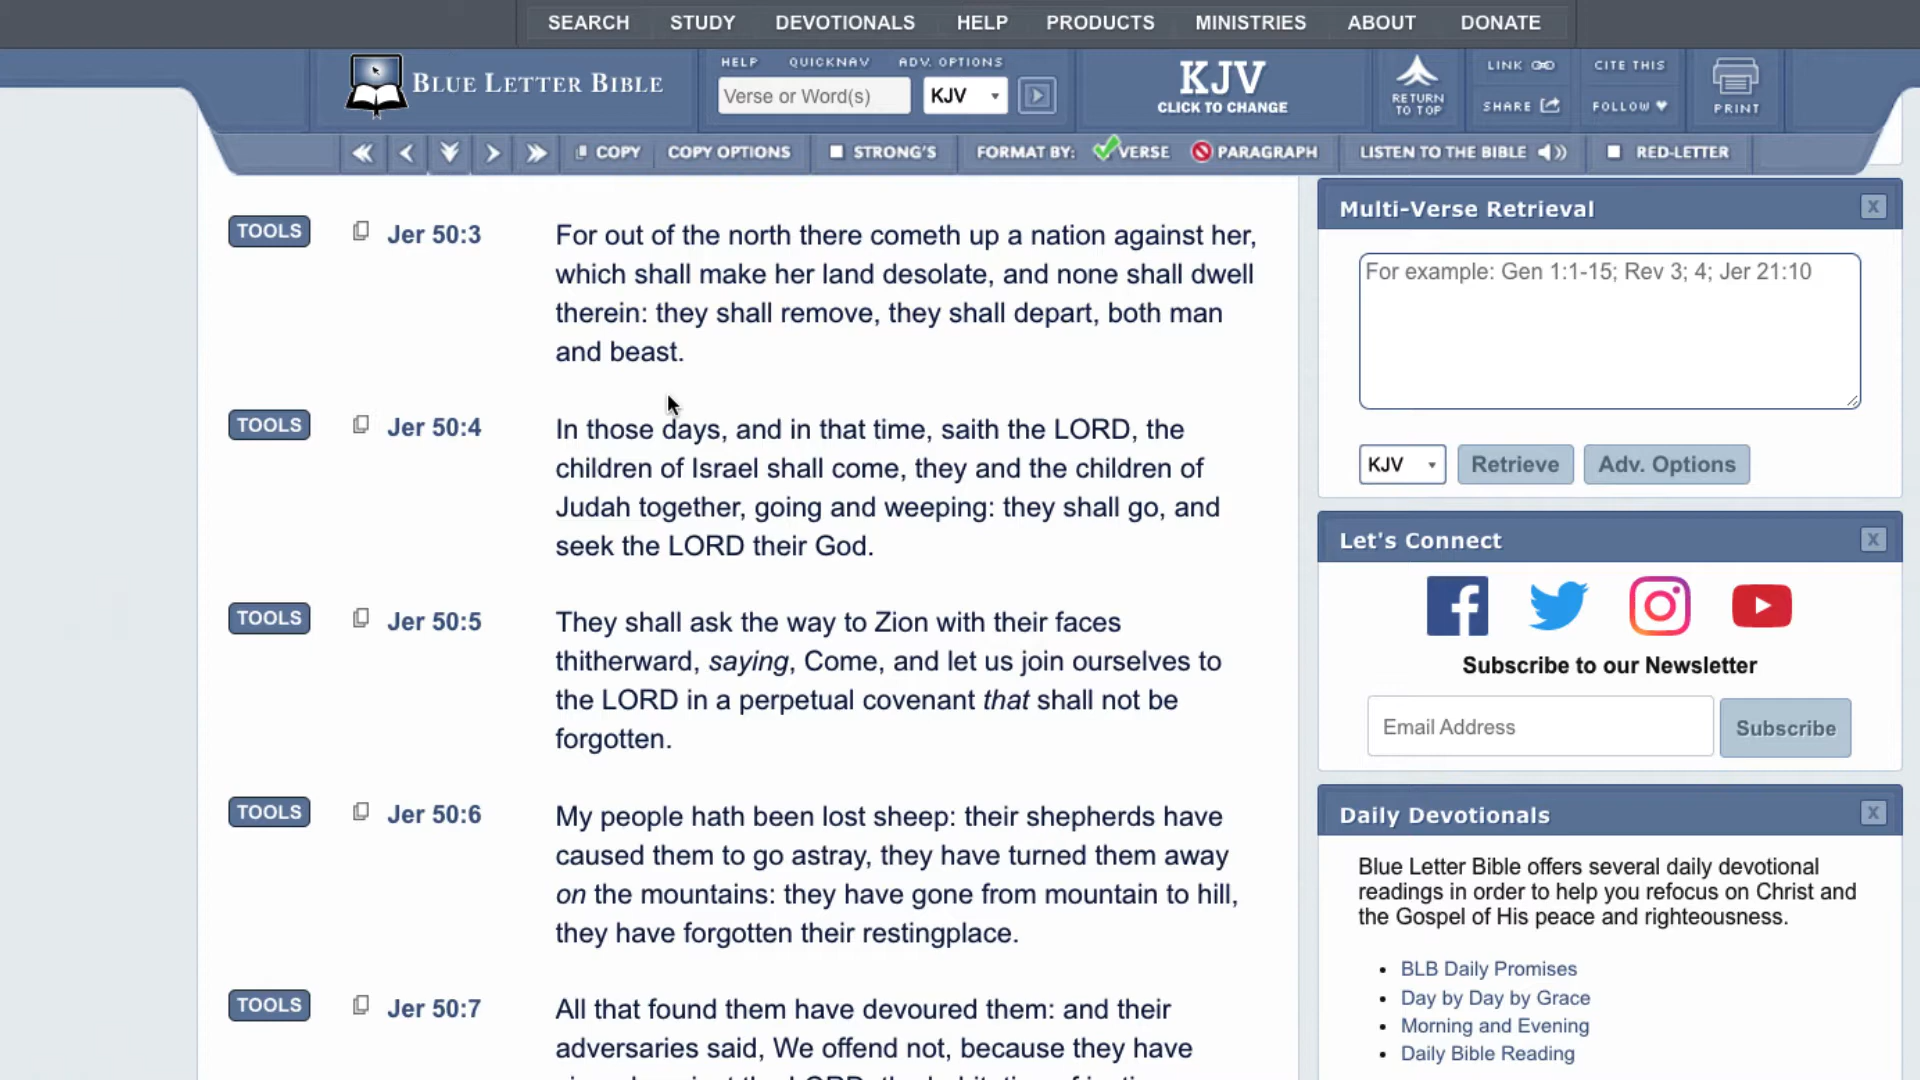 SEARCH STUDY DEVOTIONALS HELP PRODUCTS MINISTRIES ABOUT DONATE
BLUE LETTER BIBLE
HELP QUICKNAV ADV. OPTIONS
Verse or Word(s) KJV
KJV
CLICK TO CHANGE
RETURN
TO TOP
LINK
SHARE
CITE THIS
FOLLOW
PRINT
COPY COPY OPTIONS STRONG'S FORMAT BY: VERSE PARAGRAPH LISTEN TO THE BIBLE RED-LETTER
TOOLS Jer 50:3 For out of the north there cometh up a nation against her,
which shall make her land desolate, and none shall dwell
therein: they shall remove, they shall depart, both man
and beast.
TOOLS Jer 50:4 In those days, and in that time, saith the LORD, the
children of Israel shall come, they and the children of
Judah together, going and weeping: they shall go, and
seek the LORD their God.
TOOLS Jer 50:5 They shall ask the way to Zion with their faces
thitherward, saying, Come, and let us join ourselves to
the LORD in a perpetual covenant that shall not be
forgotten.
TOOLS Jer 50:6 My people hath been lost sheep: their shepherds have
caused them to go astray, they have turned them away
on the mountains: they have gone from mountain to hill,
they have forgotten their restingplace.
TOOLS Jer 50:7 All that found them have devoured them: and their
adversaries said, We offend not, because they have
Multi-Verse Retrieval X
For example: Gen 1:1-15; Rev 3; 4; Jer 21:10
KJV Retrieve Adv. Options
Let's Connect X
Subscribe to our Newsletter
Email Address Subscribe
Daily Devotionals X
Blue Letter Bible offers several daily devotional
readings in order to help you refocus on Christ and
the Gospel of His peace and righteousness.
• BLB Daily Promises
• Day by Day by Grace
• Morning and Evening
• Daily Bible Reading